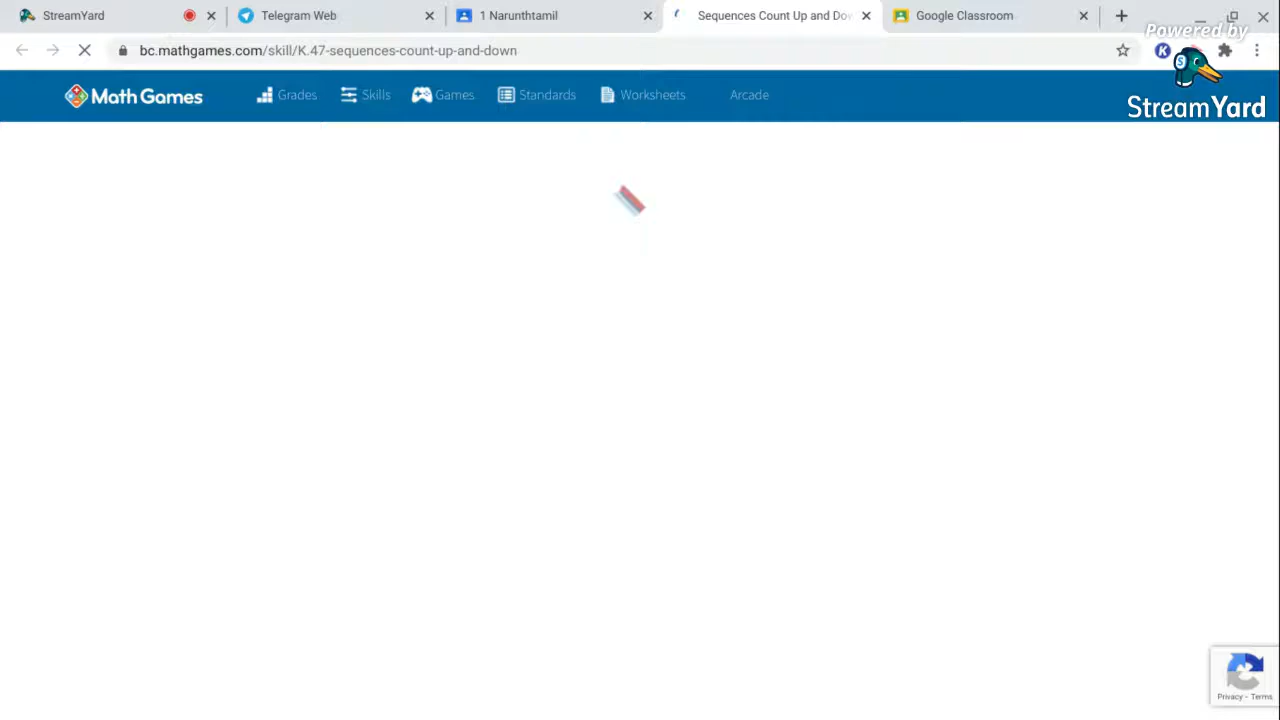 StreamYard
Telegram Web
1 Narunthtamil
Sequences Count Up and Do
Google Classroom
Powered by
bc.mathgames.com/skill/K.47-sequences-count-up-and-down
K
S
StreamYard
Math Games
Grades
Skills
Games
Standards
Worksheets
Arcade
Privacy - Terms